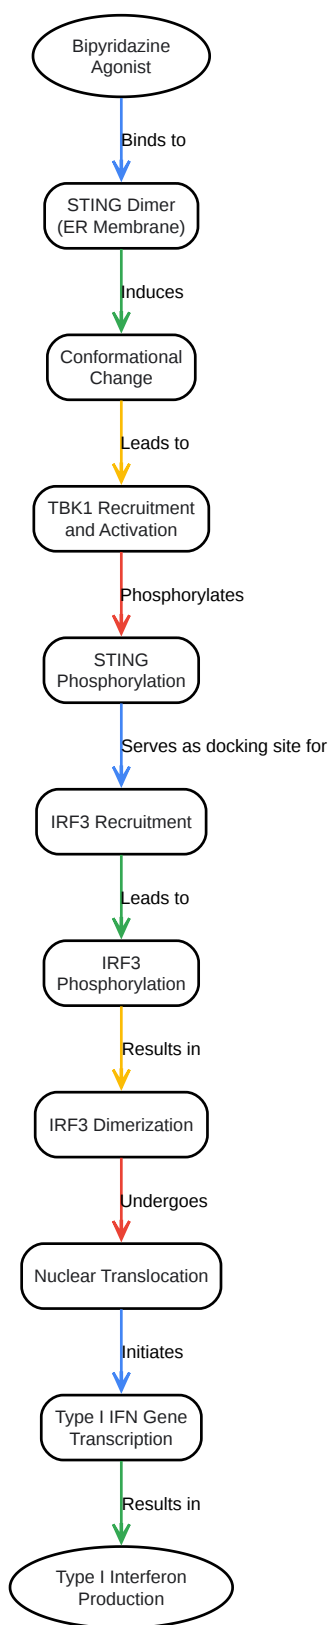 Bipyridazine
Agonist
Binds to
STING Dimer
(ER Membrane)
Induces
Conformational
Change
Leads to
TBK1 Recruitment
and Activation
Phosphorylates
STING
Phosphorylation
Serves as docking site for
IRF3 Recruitment
Leads to
IRF3
Phosphorylation
Results in
IRF3 Dimerization
Undergoes
Nuclear Translocation
Initiates
Type I IFN Gene
Transcription
Results in
Type I Interferon
Production